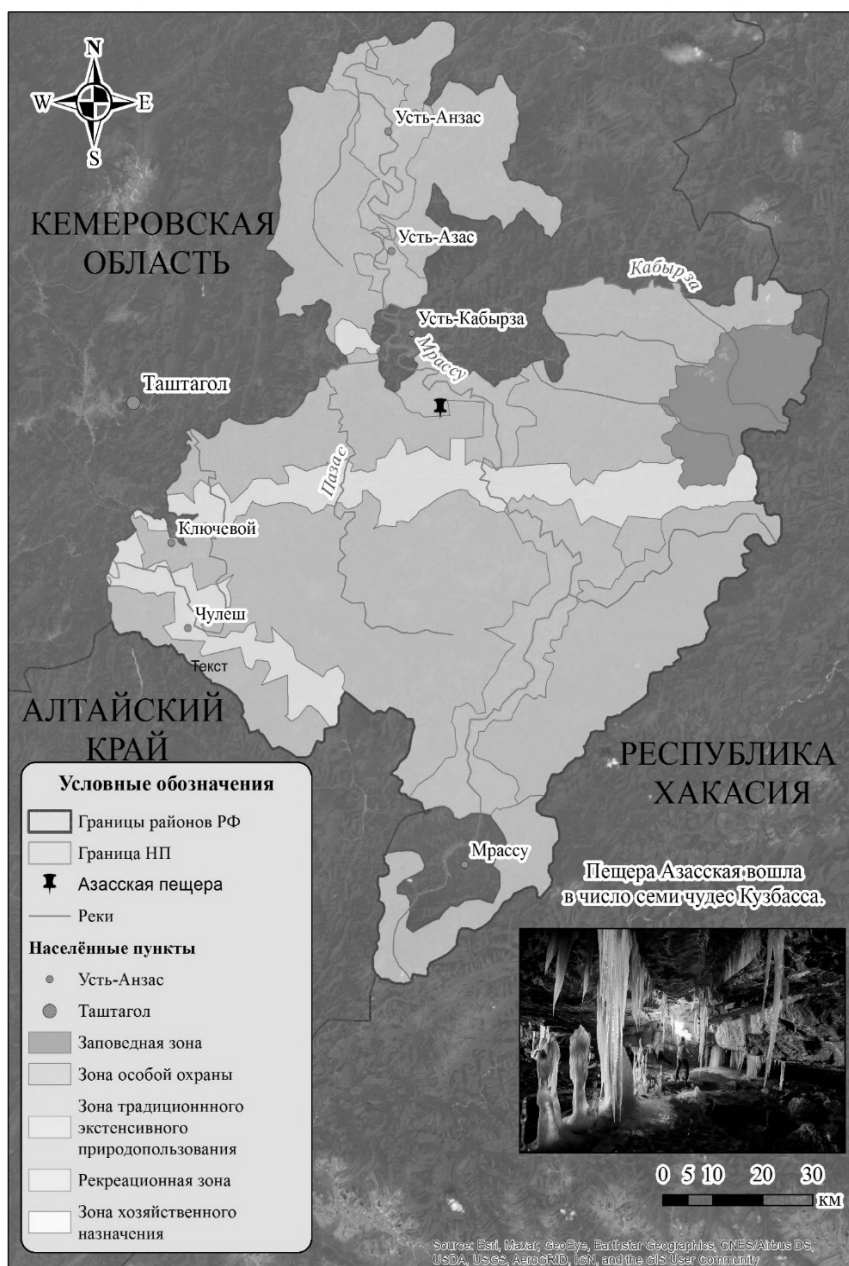 N
W
E
S
Усть-Анзас
КЕМЕРОВСКАЯ
ОБЛАСТЬ
Усть-Азас
Кабырза
Усть-Кабырза
Мрассу
Таштагол
Пазас
Ключевой
Чулеш
Текст
АЛТАЙСКИЙ
КРАЙ
РЕСПУБЛИКА
ХАКАСИЯ
Условные обозначения
Границы районов РФ
Граница НП
Азасская пещера
Реки
Населённые пункты
Усть-Анзас
Таштагол
Заповедная зона
Зона особой охраны
Зона традиционнного
экстенсивного
природопользования
Рекреационная зона
Зона хозяйственного
назначения
Мрассу
Пещера Азасская вошла
в число семи чудес Кузбасса.
0 5 10 20 30
км
Source: Esri, Maxar, GeoEye, Earthstar Geographics, CNES/Airbus DS,
USDA, USGS, AeroGRID, IGN, and the GIS User Community